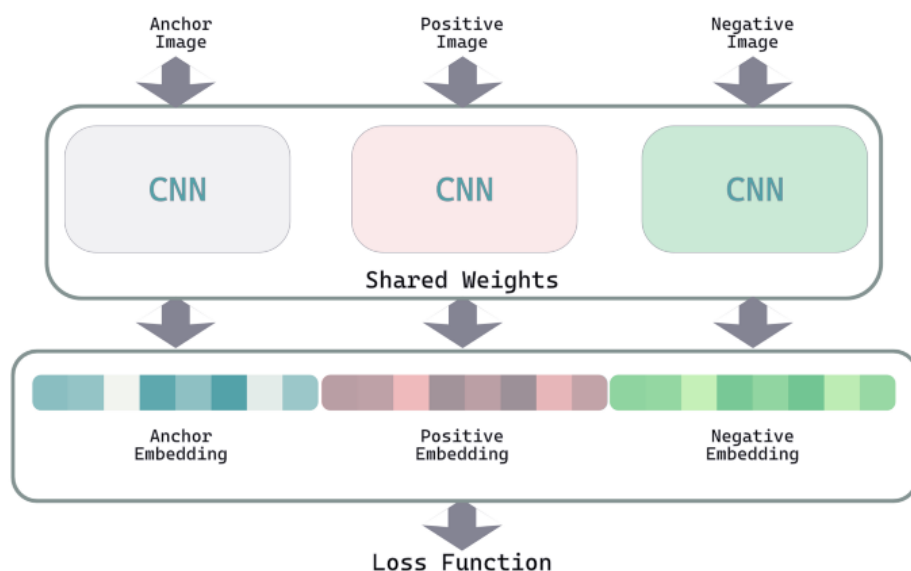 Anchor
Image
Positive
Image
Negative
Image
CNN
CNN
CNN
Shared Weights
Anchor
Embedding
Positive
Embedding
Negative
Embedding
Loss Function